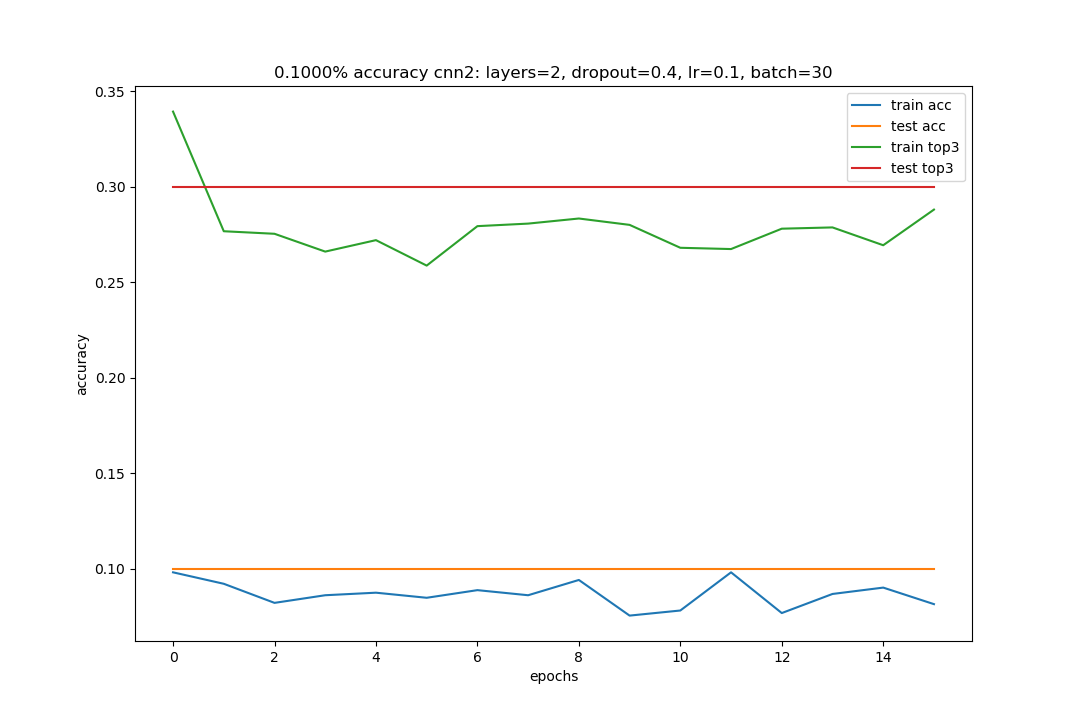 0.1000% accuracy cnn2: layers=2, dropout=0.4, lr=0.1, batch=30
0.35
0.30
0.25
0.20
0.15
0.10
accuracy
train acc
test acc
train top3
test top3
0 2 4 6 8 10 12 14
epochs